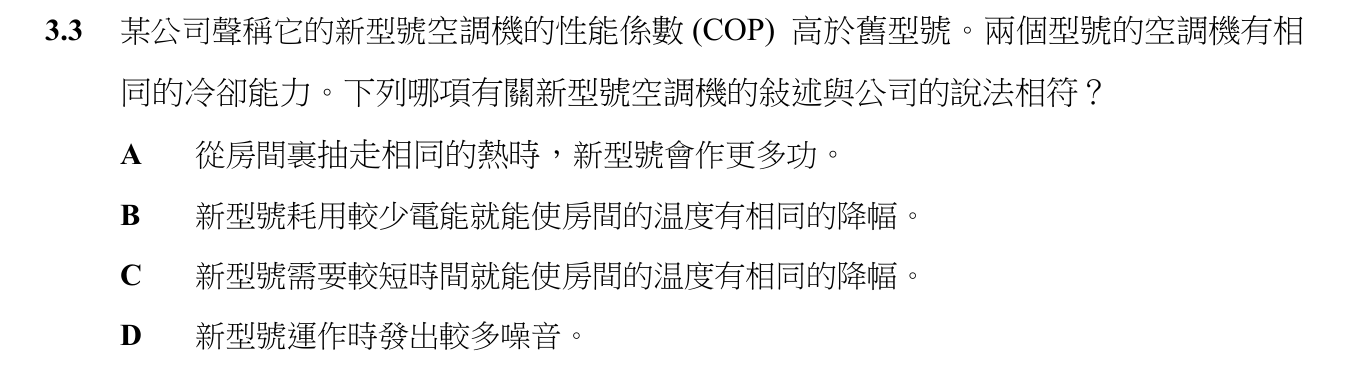 3.3 某公司聲稱它的新型號空調機的性能係數 (COP) 高於舊型號。兩個型號的空調機有相
同的冷卻能力。下列哪項有關新型號空調機的敍述與公司的說法相符？
A 從房間裏抽走相同的熱時，新型號會作更多功。
B 新型號耗用較少電能就能使房間的温度有相同的降幅。
C 新型號需要較短時間就能使房間的温度有相同的降幅。
D 新型號運作時發出較多噪音。